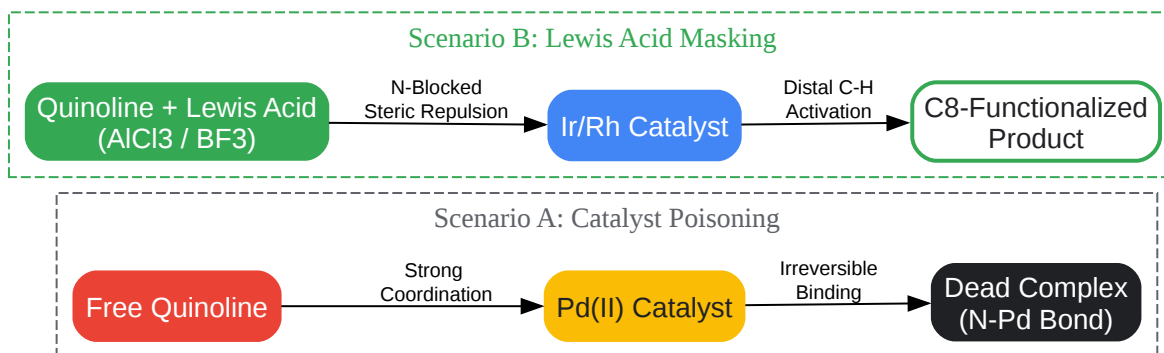 Scenario B: Lewis Acid Masking
Quinoline + Lewis Acid
(AlCl3 / BF3)
N-Blocked
Steric Repulsion
Ir/Rh Catalyst
Distal C-H
Activation
C8-Functionalized
Product
Scenario A: Catalyst Poisoning
Free Quinoline
Strong
Coordination
Pd(II) Catalyst
Irreversible
Binding
Dead Complex
(N-Pd Bond)